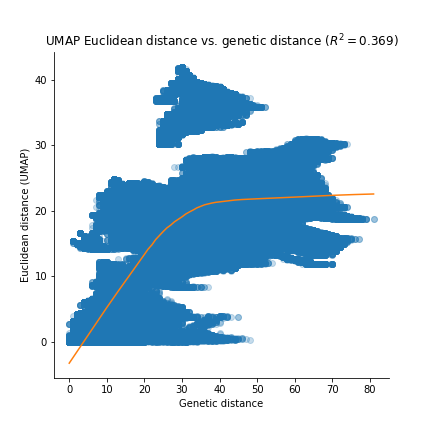 UMAP Euclidean distance vs. genetic distance (R² = 0.369)
40
30
20
10
0
Euclidean distance (UMAP)
0 10 20 30 40 50 60 70 80
Genetic distance